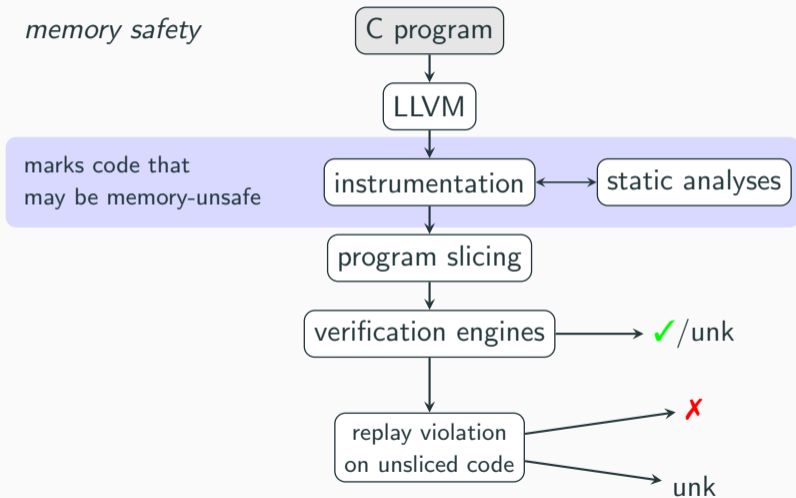 memory safety
C program
LLVM
marks code that
may be memory-unsafe
instrumentation
static analyses
program slicing
verification engines
✓/unk
replay violation
on unsliced code
✗
unk